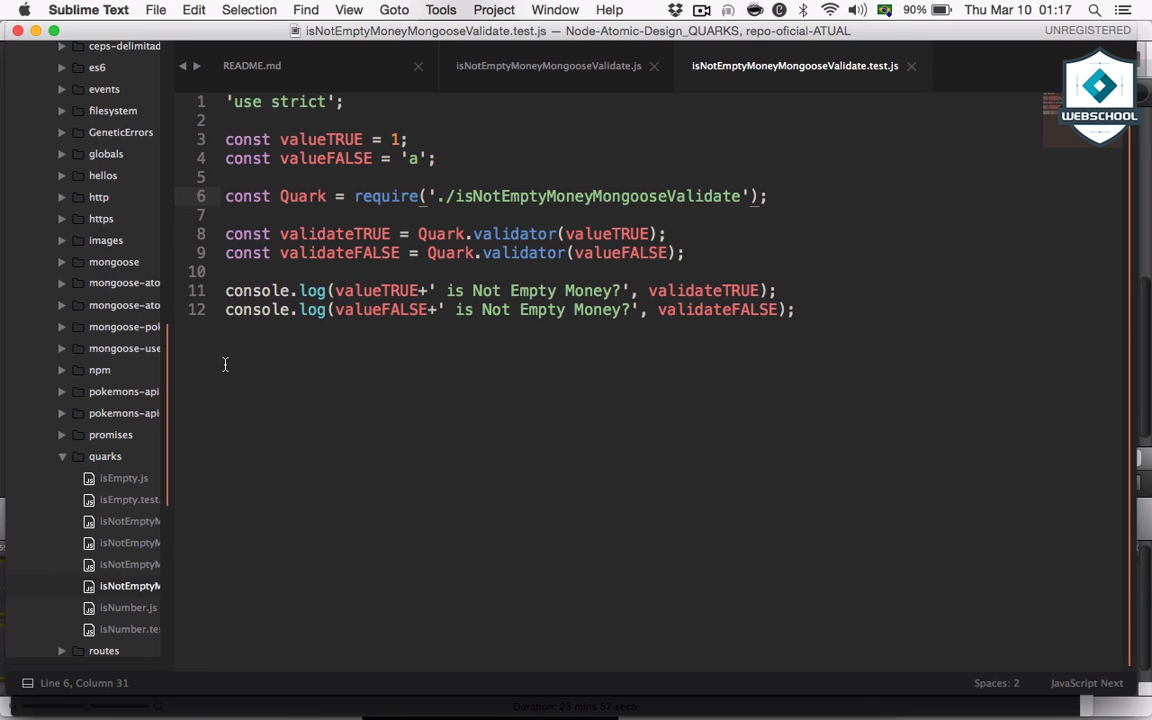 Sublime Text File Edit Selection Find View Goto Tools Project Window Help 90% Thu Mar 10 01:17
isNotEmptyMoneyMongooseValidate.test.js — Node-Atomic-Design_QUARKS, repo-oficial-ATUAL UNREGISTERED
README.md isNotEmptyMoneyMongooseValidate.js isNotEmptyMoneyMongooseValidate.test.js
WEBSCHOOL
ceps-delimitad
es6
events
filesystem
GeneticErrors
globals
hellos
http
https
images
mongoose
mongoose-ato
mongoose-ato
mongoose-pok
mongoose-use
npm
pokemons-api
pokemons-api
promises
quarks
isEmpty.js
isEmpty.test.
isNotEmptyM
isNotEmptyM
isNotEmptyM
isNotEmptyM
isNumber.js
isNumber.te
routes
1 'use strict';
2
3 const valueTRUE = 1;
4 const valueFALSE = 'a';
5
6 const Quark = require('./isNotEmptyMoneyMongooseValidate');
7
8 const validateTRUE = Quark.validator(valueTRUE);
9 const validateFALSE = Quark.validator(valueFALSE);
10
11 console.log(valueTRUE+' is Not Empty Money?', validateTRUE);
12 console.log(valueFALSE+' is Not Empty Money?', validateFALSE);
Line 6, Column 31 Spaces: 2 JavaScript Next
Duration: 23 mins 57 secs